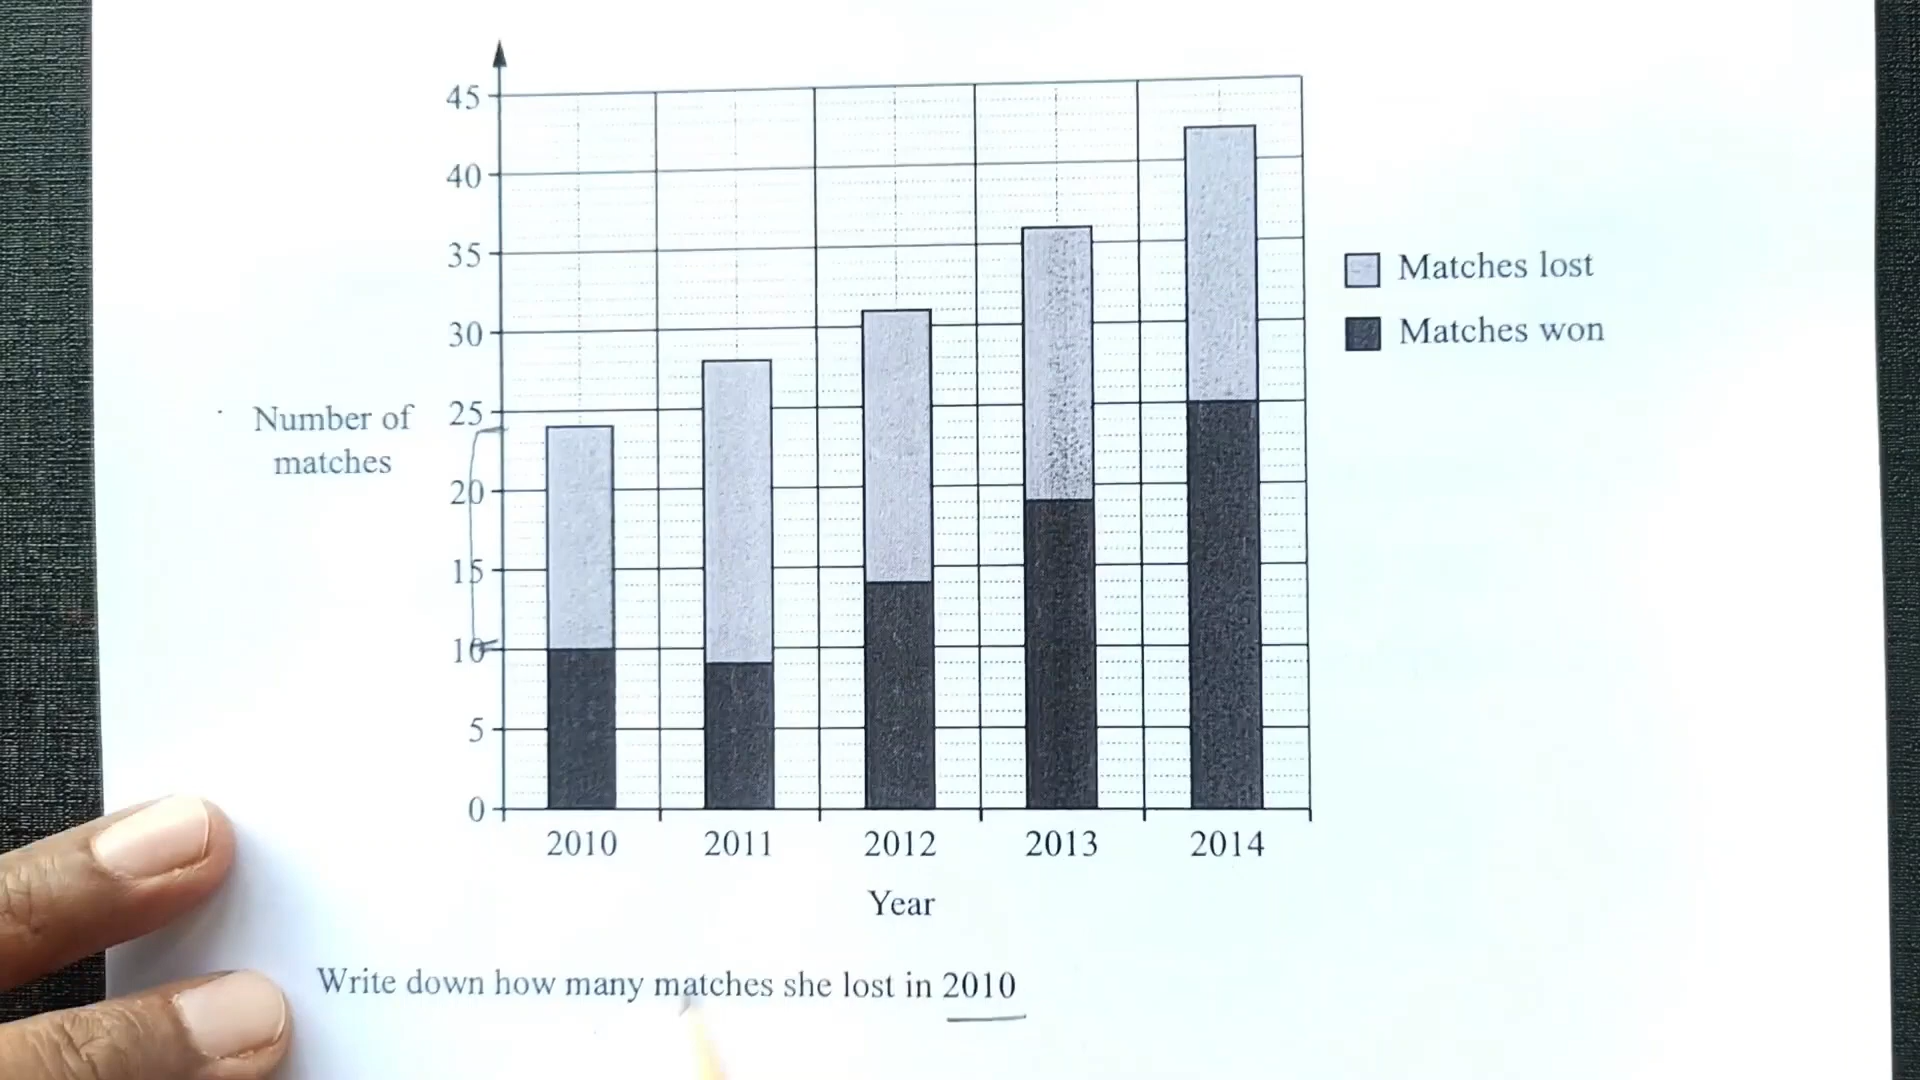 45
40
35
30
25
20
15
10
5
0
Number of
matches
Matches lost
Matches won
2010 2011 2012 2013 2014
Year
Write down how many matches she lost in 2010